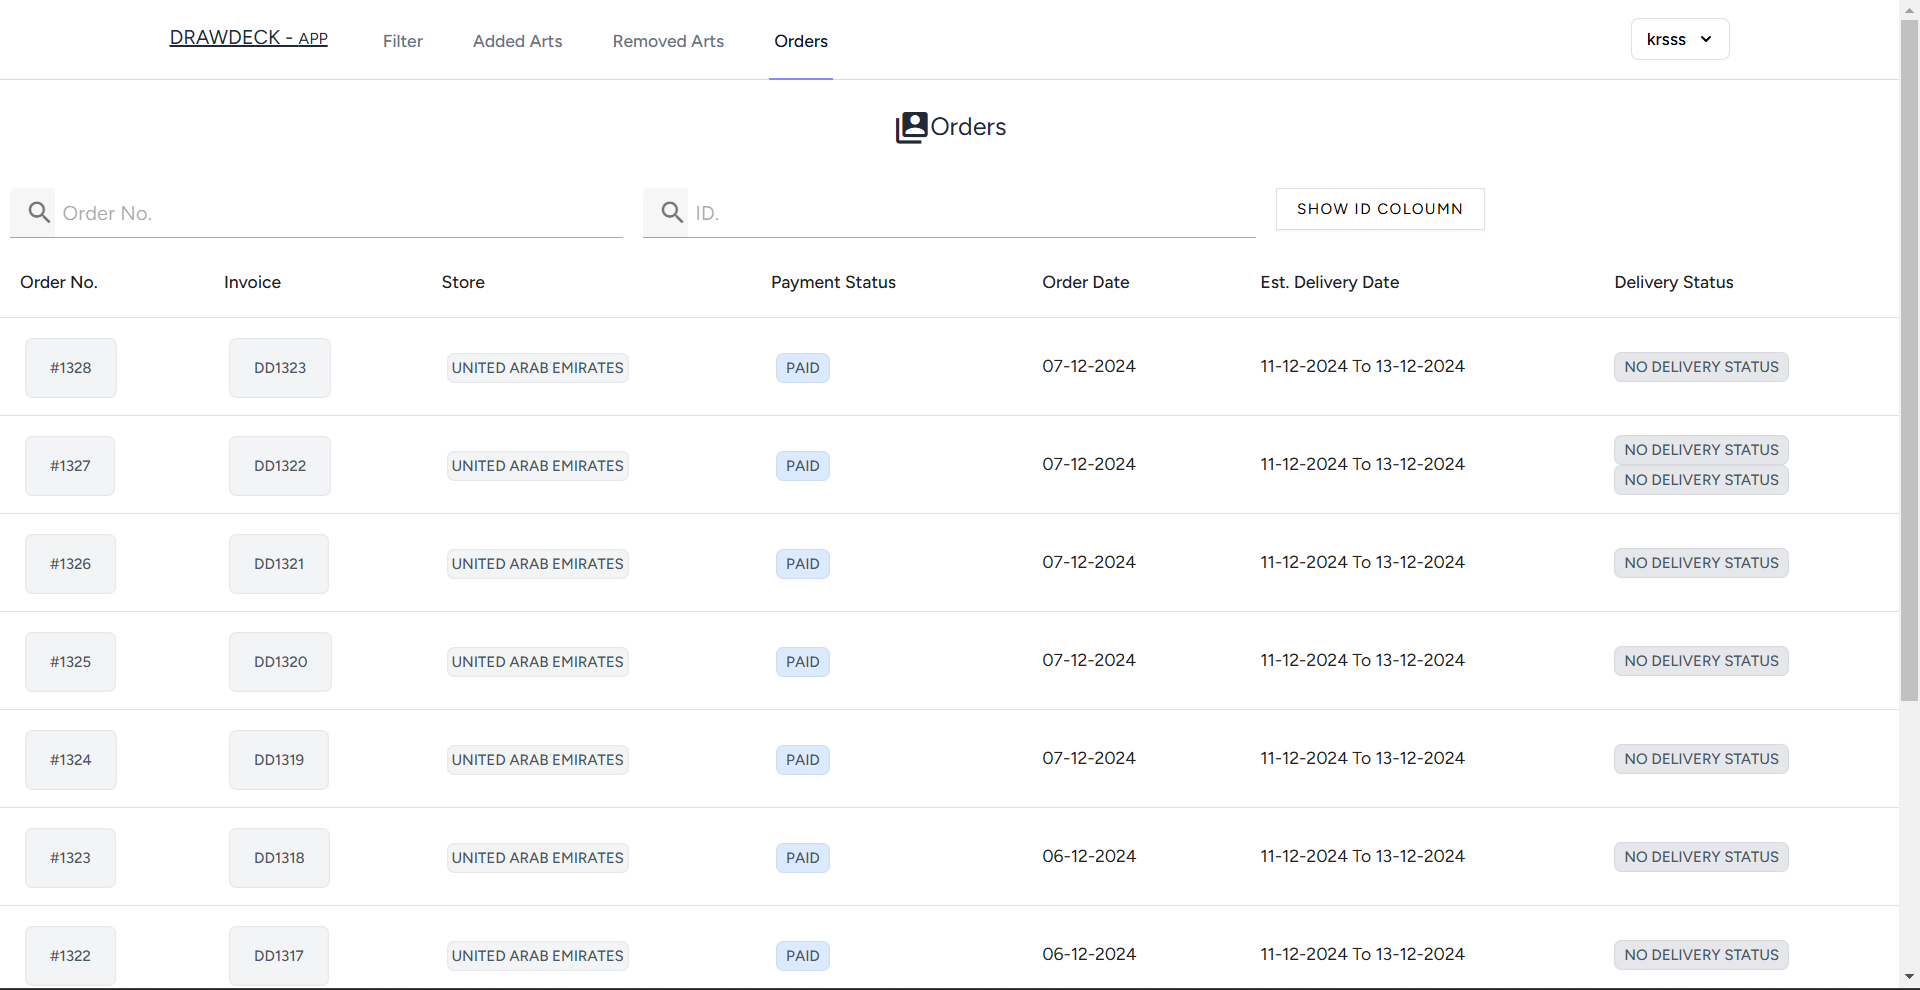 DRAWDECK - APP Filter Added Arts Removed Arts Orders krsss
Orders
Order No. ID. SHOW ID COLOUMN
Order No. Invoice Store Payment Status Order Date Est. Delivery Date Delivery Status
#1328 DD1323 UNITED ARAB EMIRATES PAID 07-12-2024 11-12-2024 To 13-12-2024 NO DELIVERY STATUS
#1327 DD1322 UNITED ARAB EMIRATES PAID 07-12-2024 11-12-2024 To 13-12-2024 NO DELIVERY STATUS
NO DELIVERY STATUS
#1326 DD1321 UNITED ARAB EMIRATES PAID 07-12-2024 11-12-2024 To 13-12-2024 NO DELIVERY STATUS
#1325 DD1320 UNITED ARAB EMIRATES PAID 07-12-2024 11-12-2024 To 13-12-2024 NO DELIVERY STATUS
#1324 DD1319 UNITED ARAB EMIRATES PAID 07-12-2024 11-12-2024 To 13-12-2024 NO DELIVERY STATUS
#1323 DD1318 UNITED ARAB EMIRATES PAID 06-12-2024 11-12-2024 To 13-12-2024 NO DELIVERY STATUS
#1322 DD1317 UNITED ARAB EMIRATES PAID 06-12-2024 11-12-2024 To 13-12-2024 NO DELIVERY STATUS